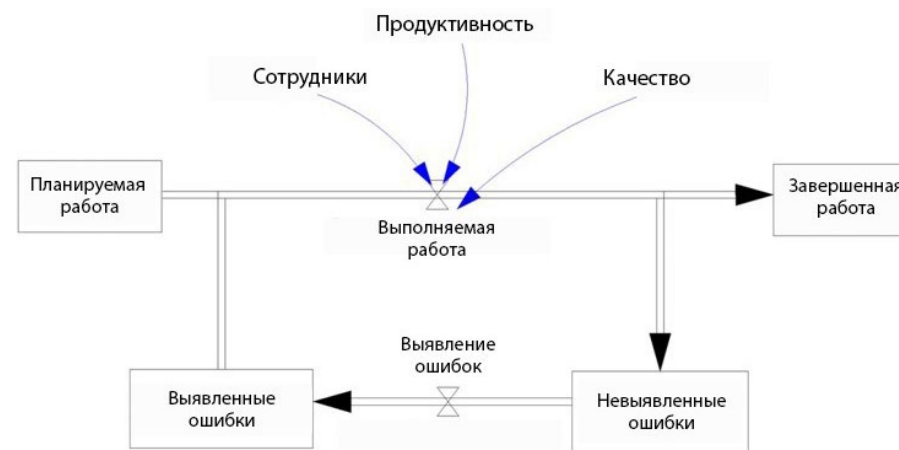 Продуктивность
Сотрудники
Качество
Планируемая
работа
Завершенная
работа
Выполняемая
работа
Выявление
ошибок
Выявленные
ошибки
Невыявленные
ошибки